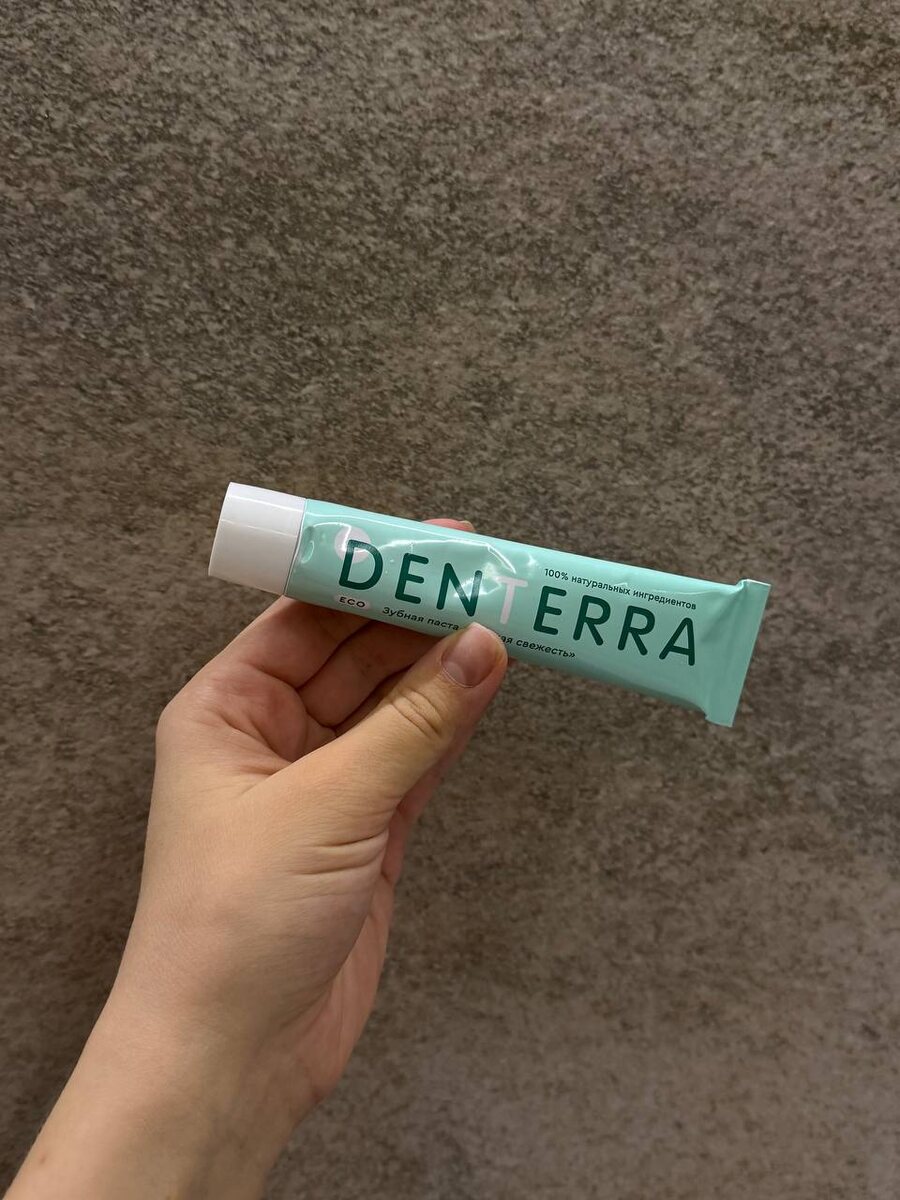 DENTERRA
100% натуральных ингредиентов
ECO
Зубная паста свежесть»